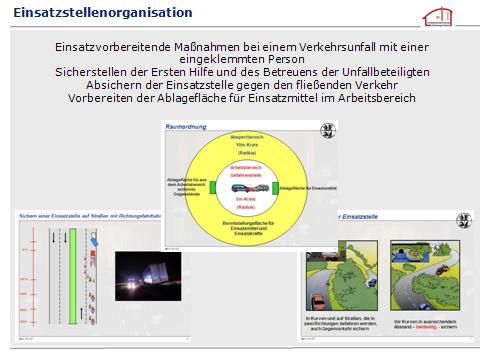 Einsatzstellenorganisation
Einsatzvorbereitende Maßnahmen bei einem Verkehrsunfall mit einer
eingeklemmten Person
Sicherstellen der Ersten Hilfe und des Betreuens der Unfallbeteiligten
Absichern der Einsatzstelle gegen den fließenden Verkehr
Vorbereiten der Ablagefläche für Einsatzmittel im Arbeitsbereich
Raumordnung
Absperrbereich
10m-Kreis
(Radius)
Arbeitsbereich
Gefahrenstelle
Ablagefläche für aus
dem Arbeitsbereich
entfernte
Gegenstände
Ablagefläche für Einsatzmittel
5m-Kreis
(Radius)
Bereitstellungsfläche für
Einsatzmittel und
Einsatzkräfte
Sichern einer Einsatzstelle auf Straßen mit Richtungsfahrbahn
er Einsatzstelle
In Kurven und auf Straßen, die in
zwei Richtungen befahren werden,
auch Gegenverkehr sichern
Vor Kurven in ausreichendem
Abstand – beidseitig - sichern